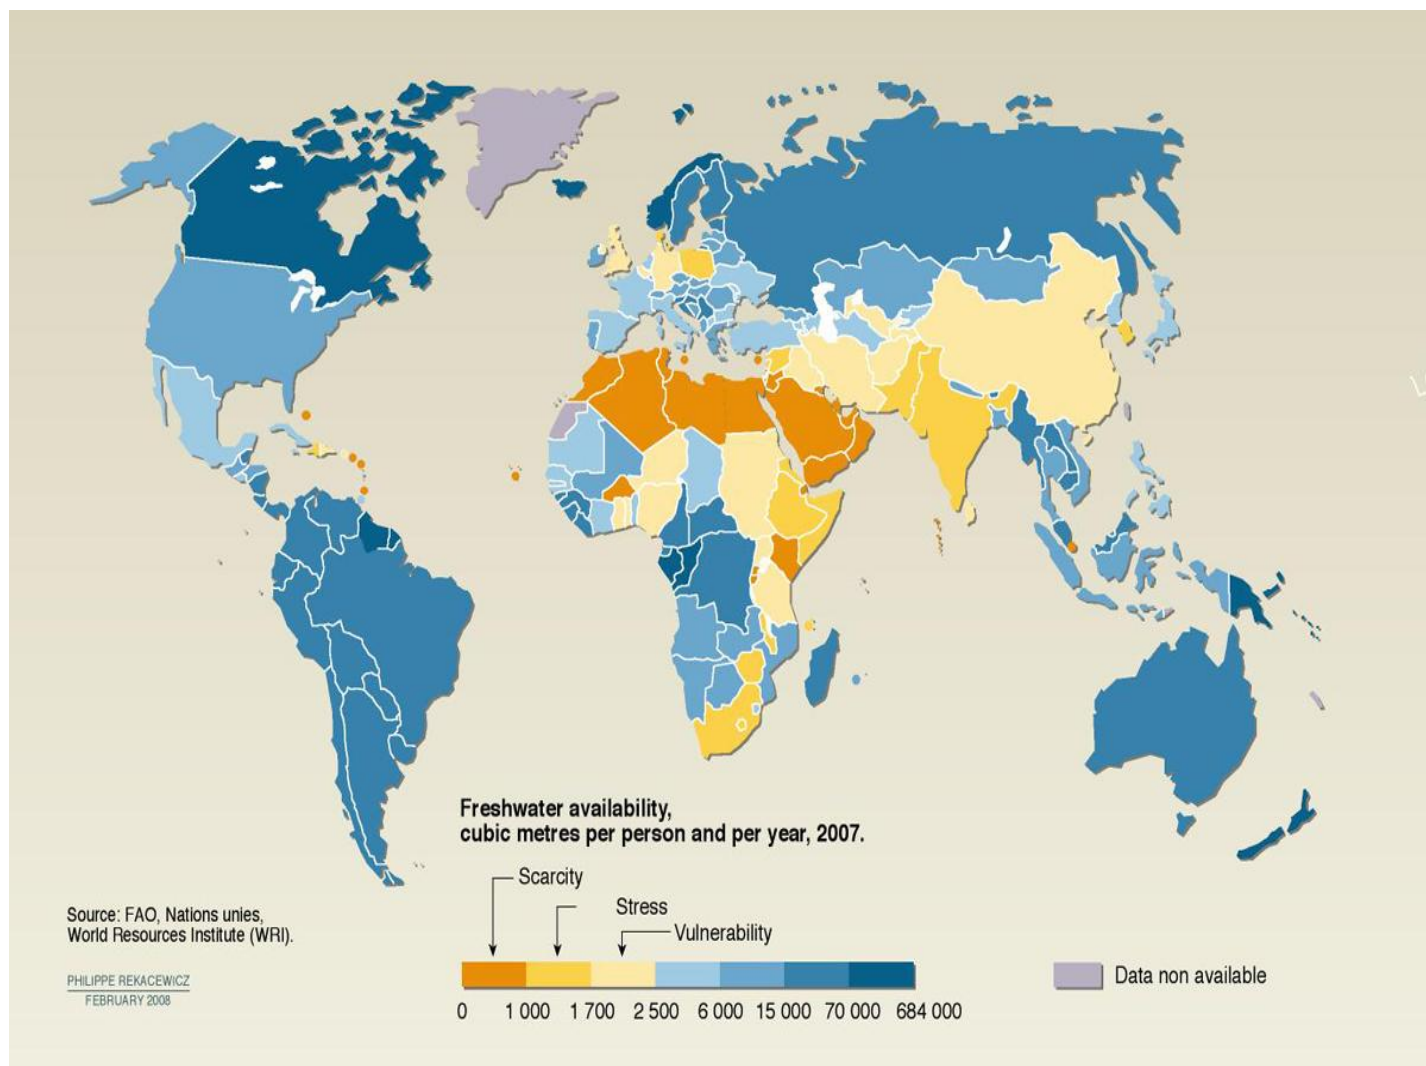 Freshwater availability,
cubic metres per person and per year, 2007.
Scarcity
Stress
Vulnerability
0 1 000 1 700 2 500 6 000 15 000 70 000 684 000
Data non available
Source: FAO, Nations unies,
World Resources Institute (WRI).
PHILIPPE REKACEWICZ
FEBRUARY 2008